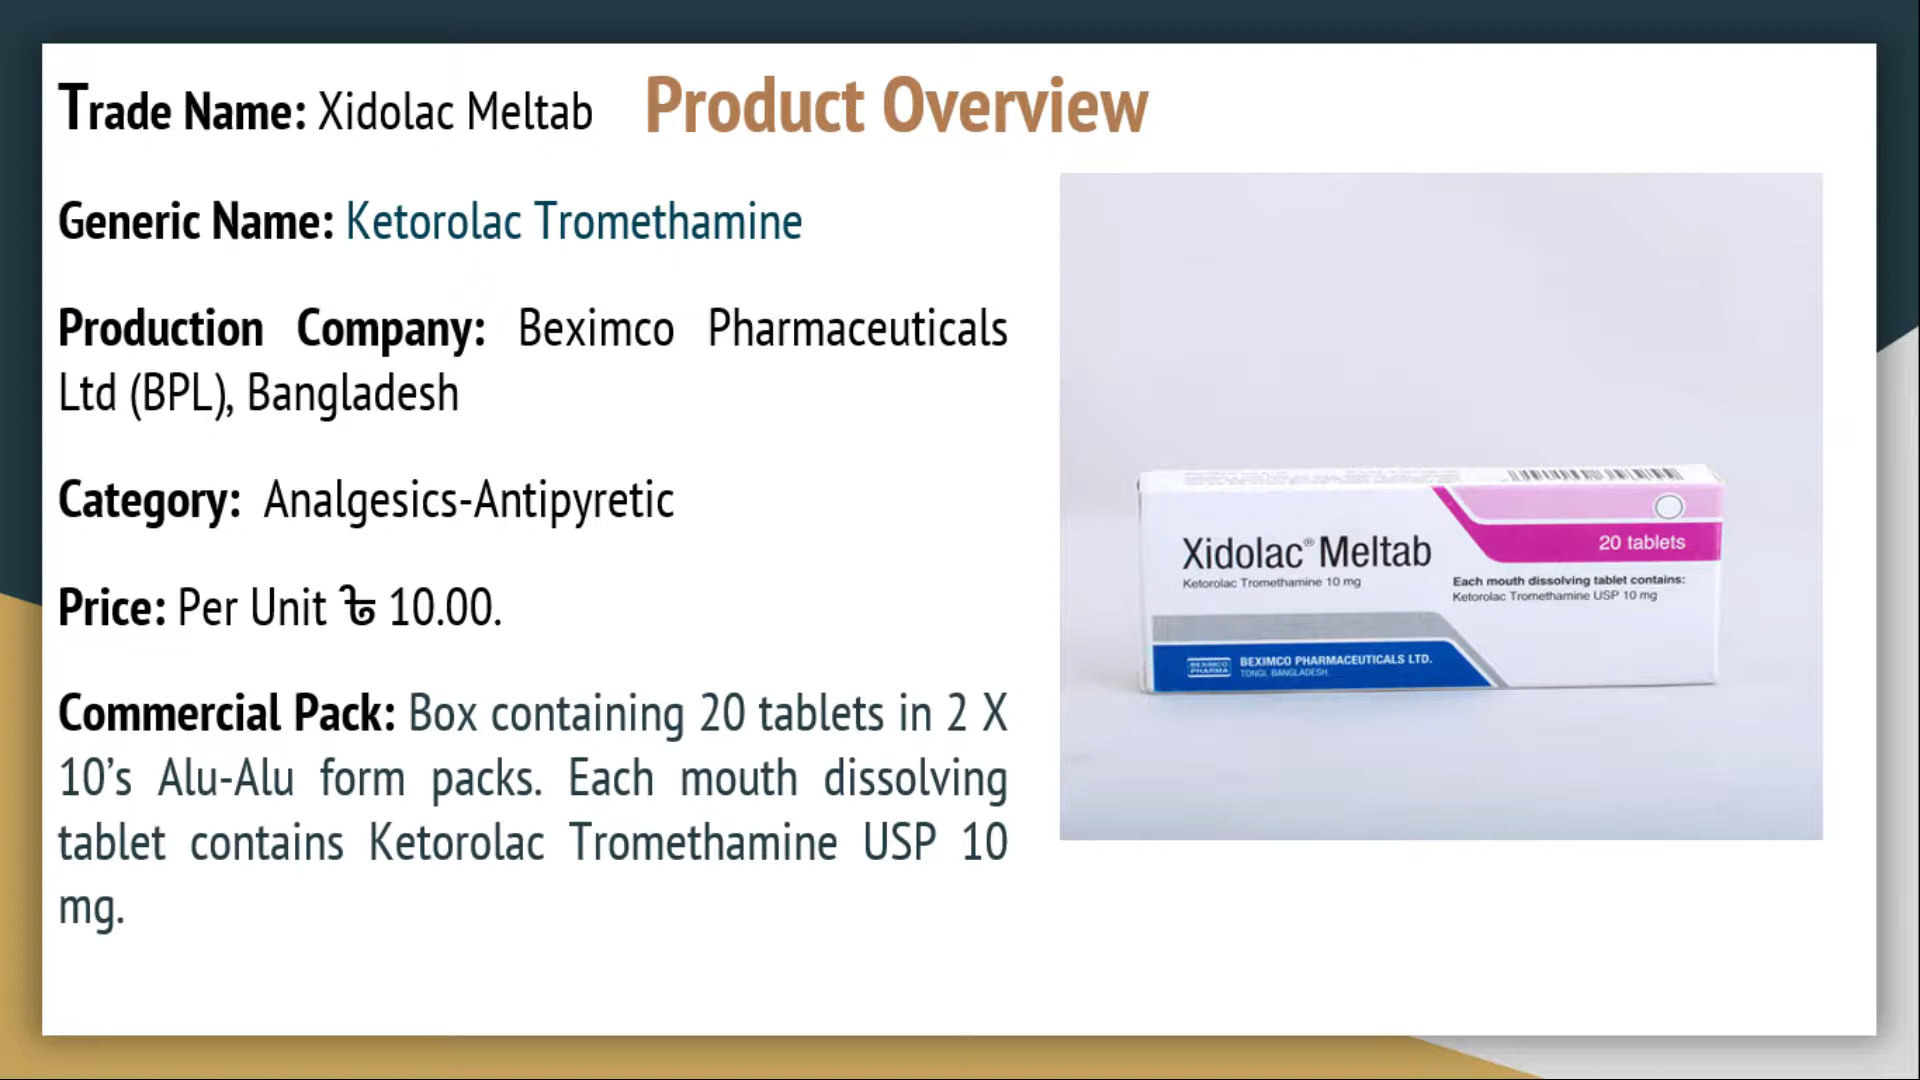 Product Overview
Trade Name: Xidolac Meltab
Generic Name: Ketorolac Tromethamine
Production Company: Beximco Pharmaceuticals
Ltd (BPL), Bangladesh
Category: Analgesics-Antipyretic
Price: Per Unit ৳ 10.00.
Commercial Pack: Box containing 20 tablets in 2 X
10’s Alu-Alu form packs. Each mouth dissolving
tablet contains Ketorolac Tromethamine USP 10
mg.
Xidolac® Meltab
Ketorolac Tromethamine 10 mg
20 tablets
Each mouth dissolving tablet contains:
Ketorolac Tromethamine USP 10 mg
BEXIMCO
PHARMA
BEXIMCO PHARMACEUTICALS LTD.
TONGI, BANGLADESH